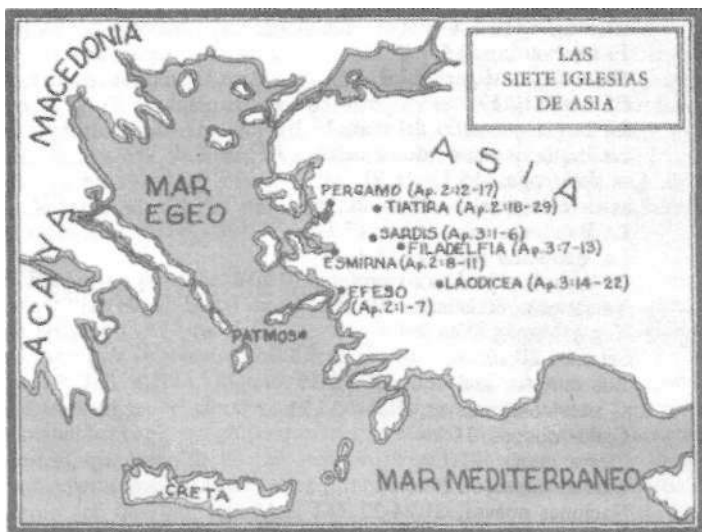 LAS
SIETE IGLESIAS
DE ASIA
MACEDONIA
ASIA
MAR
EGEO
PERGAMO (Ap. 2:12-17)
TIATIRA (Ap. 2:18-29)
SARDIS (Ap. 3:1-6)
FILADELFIA (Ap. 3:7-13)
ESMIRNA (Ap. 2:8-11)
LAODICEA (Ap. 3:14-22)
EFESO
(Ap. 2:1-7)
ACAYA
PATMOS
CRETA
MAR MEDITERRANEO